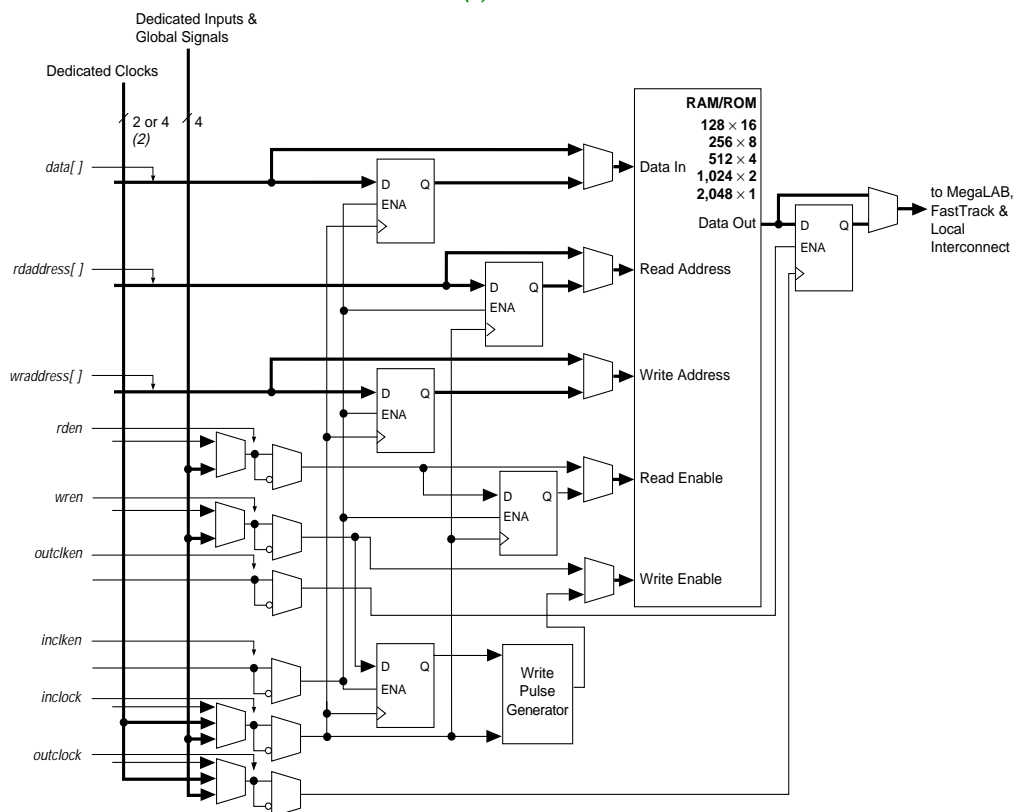 Dedicated Inputs &
Global Signals
Dedicated Clocks
2 or 4
(2)
4
RAM/ROM
128 × 16
256 × 8
512 × 4
1,024 × 2
2,048 × 1
data[ ]
D Q
ENA
Data In
Data Out
D Q
ENA
to MegaLAB,
FastTrack &
Local
Interconnect
rdaddress[ ]
D Q
ENA
Read Address
wraddress[ ]
D Q
ENA
Write Address
rden
D Q
ENA
Read Enable
wren
outclken
Write Enable
inclken
D Q
ENA
Write
Pulse
Generator
inclock
outclock